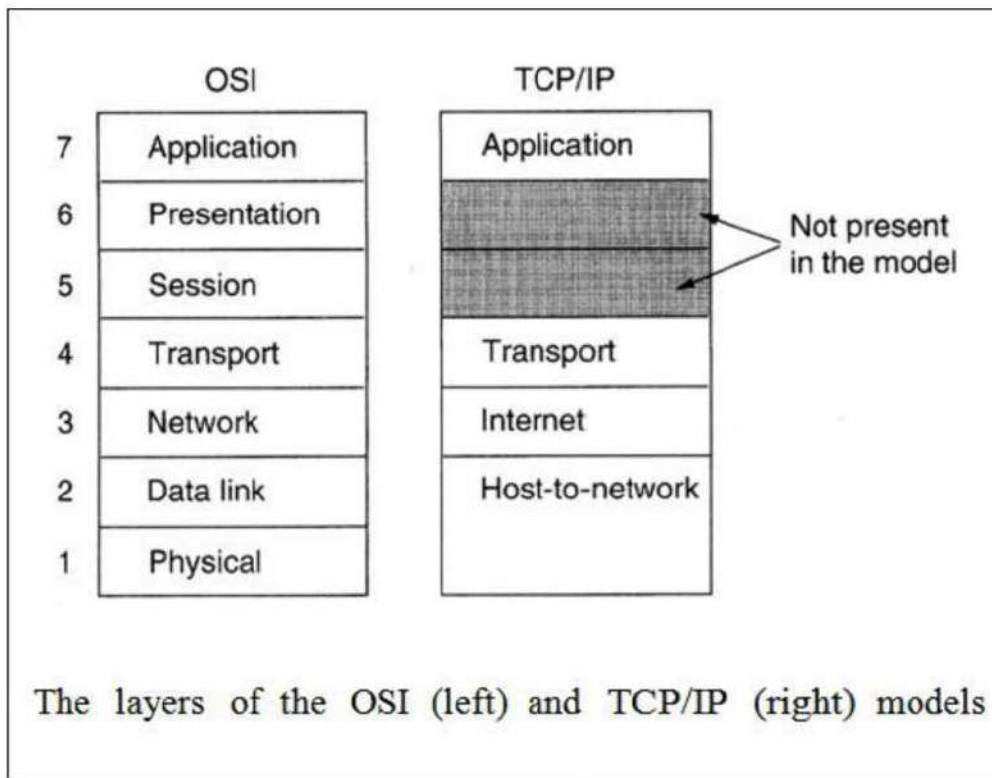 OSI TCP/IP
7 Application Application
6 Presentation
Not present
in the model
5 Session
4 Transport Transport
3 Network Internet
2 Data link Host-to-network
1 Physical
The layers of the OSI (left) and TCP/IP (right) models